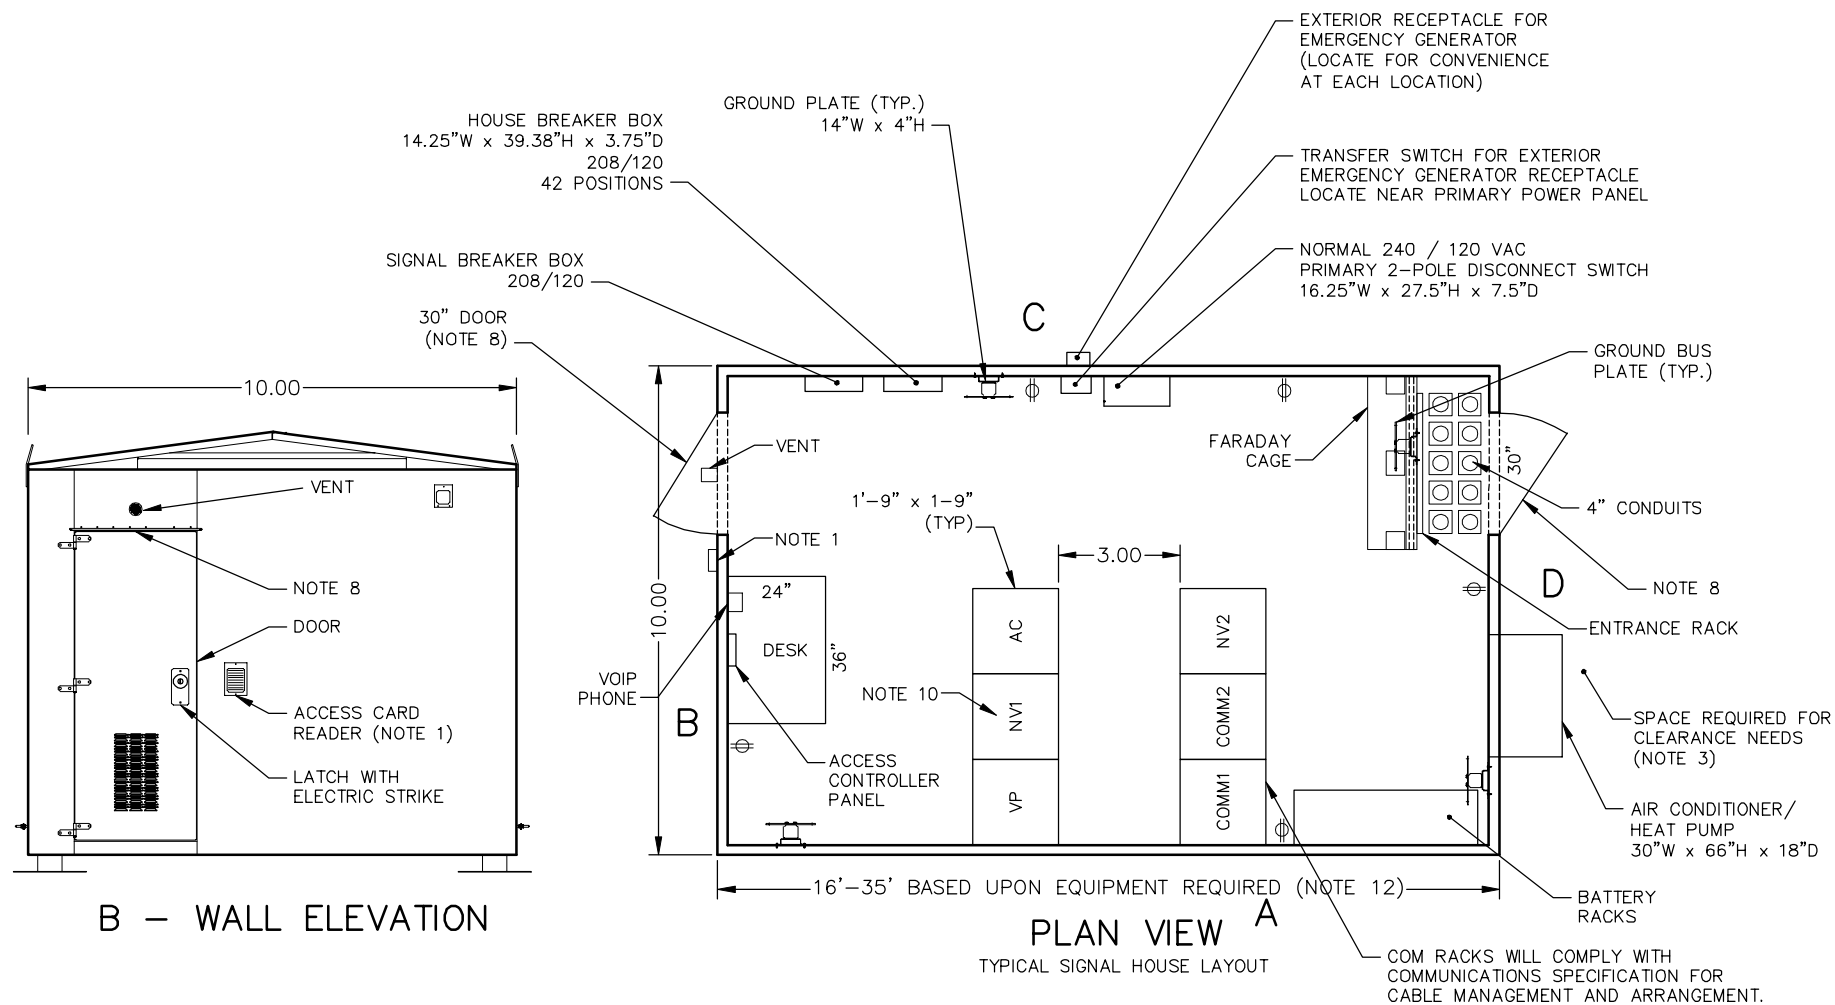 EXTERIOR RECEPTACLE FOR
EMERGENCY GENERATOR
(LOCATE FOR CONVENIENCE
AT EACH LOCATION)
GROUND PLATE (TYP.)
14”W x 4”H
HOUSE BREAKER BOX
14.25”W x 39.38”H x 3.75”D
208/120
42 POSITIONS
TRANSFER SWITCH FOR EXTERIOR
EMERGENCY GENERATOR RECEPTACLE
LOCATE NEAR PRIMARY POWER PANEL
SIGNAL BREAKER BOX
208/120
NORMAL 240 / 120 VAC
PRIMARY 2-POLE DISCONNECT SWITCH
16.25”W x 27.5”H x 7.5”D
30” DOOR
(NOTE 8)
C
GROUND BUS
PLATE (TYP.)
10.00
VENT
NOTE 8
DOOR
ACCESS CARD
READER (NOTE 1)
LATCH WITH
ELECTRIC STRIKE
B - WALL ELEVATION
VENT
FARADAY
CAGE
30”
4” CONDUITS
1'-9” x 1-9”
(TYP)
NOTE 1
3.00
10.00
24”
DESK
36”
AC
NV1
VP
NV2
COMM2
COMM1
D
NOTE 8
ENTRANCE RACK
VOIP
PHONE
B
NOTE 10
ACCESS
CONTROLLER
PANEL
SPACE REQUIRED FOR
CLEARANCE NEEDS
(NOTE 3)
AIR CONDITIONER/
HEAT PUMP
30”W x 66”H x 18”D
16'-35' BASED UPON EQUIPMENT REQUIRED (NOTE 12)
BATTERY
RACKS
A
PLAN VIEW
TYPICAL SIGNAL HOUSE LAYOUT
COM RACKS WILL COMPLY WITH
COMMUNICATIONS SPECIFICATION FOR
CABLE MANAGEMENT AND ARRANGEMENT.